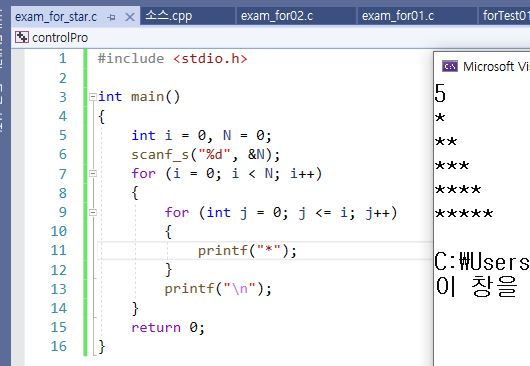 exam_for_star.c
소스.cpp
exam_for02.c
exam_for01.c
forTest01
controlPro
Microsoft Vis
1 #include <stdio.h>
2
3 int main()
4 {
5 int i = 0, N = 0;
6 scanf_s("%d", &N);
7 for (i = 0; i < N; i++)
8 {
9 for (int j = 0; j <= i; j++)
10 {
11 printf("*");
12 }
13 printf("\n");
14 }
15 return 0;
16 }
5
*
**
***
****
*****
C:₩Users
이 창을